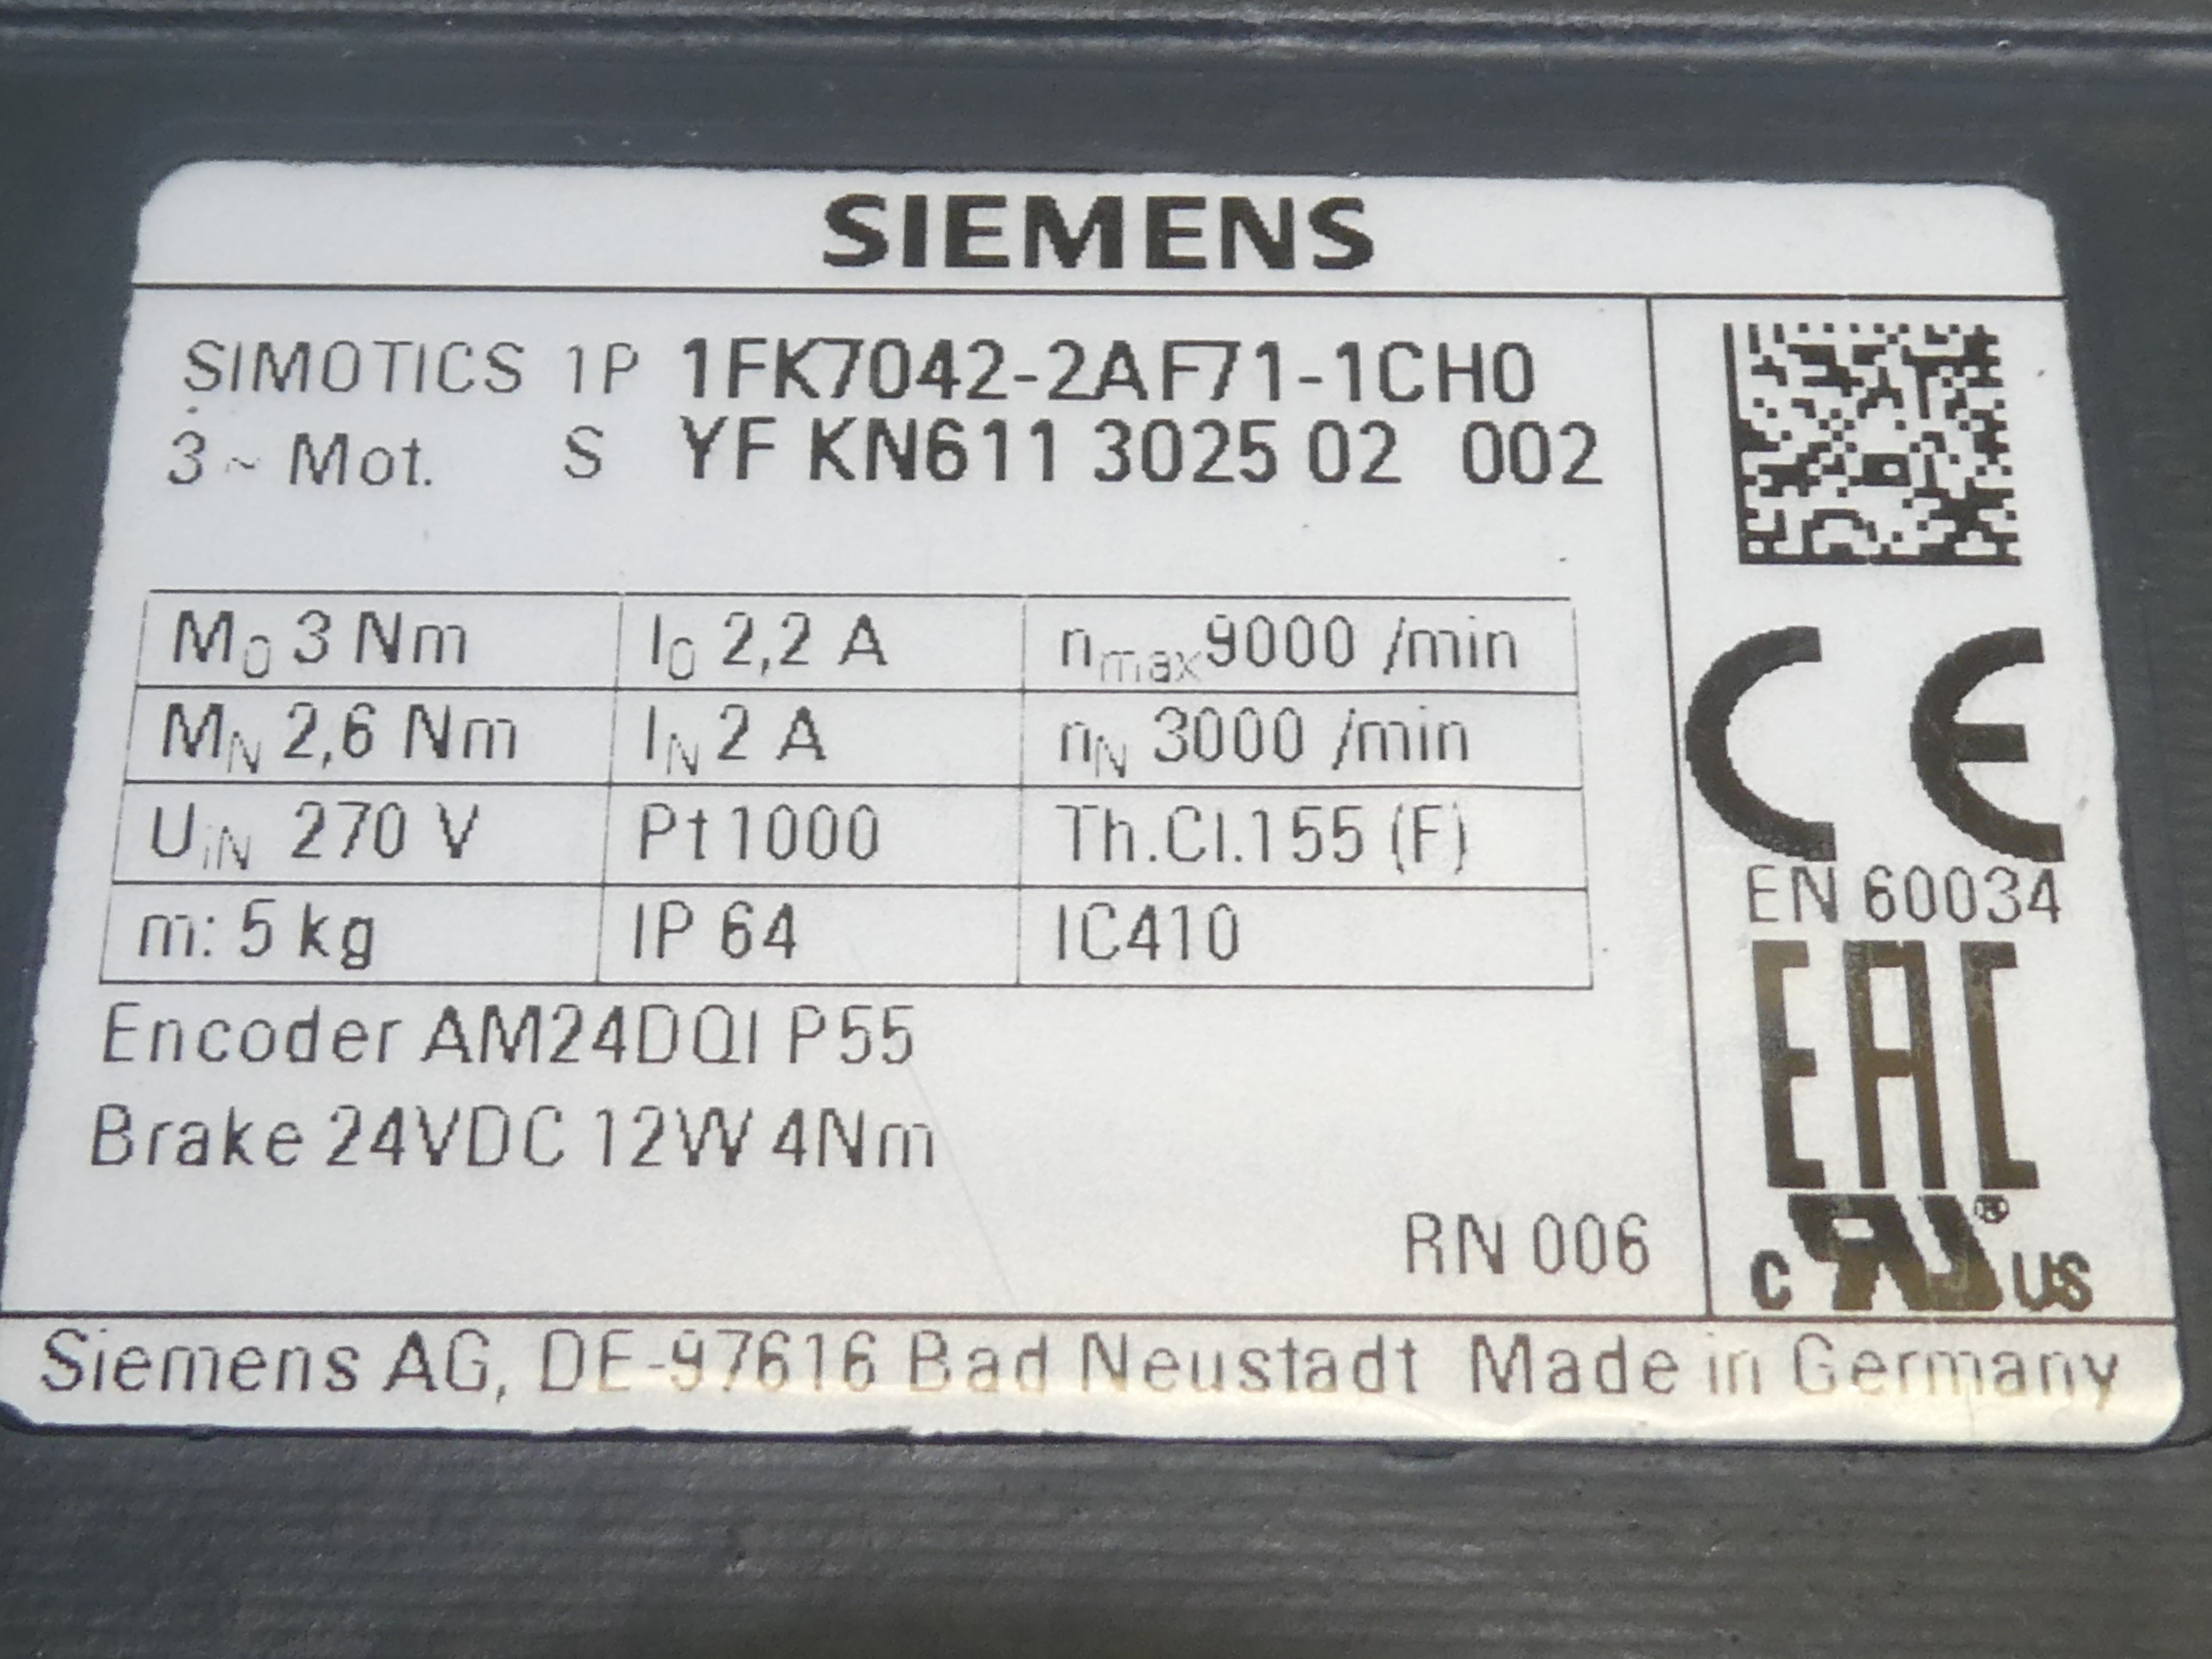 SIEMENS
SIMOTICS 1P 1FK7042-2AF71-1CH0
3~ Mot. S YF KN611 3025 02 002
M0 3 Nm I0 2,2 A nmax 9000 /min
MN 2,6 Nm IN 2 A nN 3000 /min
UiN 270 V Pt1000 Th.Cl.155 (F)
m: 5 kg IP 64 IC410
Encoder AM24DQI P55
Brake 24VDC 12W 4Nm
RN 006
CE
EN 60034
EAC
c RU ® US
Siemens AG, DE-97616 Bad Neustadt Made in Germany